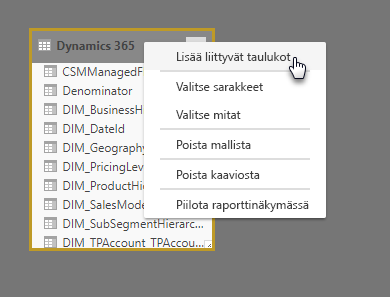 Dynamics 365
CSMManagedF
Denominator
DIM_BusinessH
DIM_DateId
DIM_Geography
DIM_PricingLev
DIM_ProductHie
DIM_SalesMode
DIM_SubSegmentHierarc...
DIM_TPAccount_TPAccou...
Lisää liittyvät taulukot
Valitse sarakkeet
Valitse mitat
Poista mallista
Poista kaaviosta
Piilota raporttinäkymässä